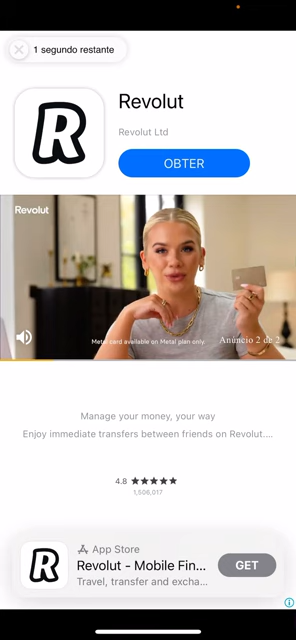 1 segundo restante
R
Revolut
Revolut Ltd
OBTER
Revolut
Metal card available on Metal plan only.
Anúncio 2 de 2
Manage your money, your way
Enjoy immediate transfers between friends on Revolut....
4.8 ★★★★★
1,506,017
R
App Store
Revolut - Mobile Fin...
Travel, transfer and excha...
GET